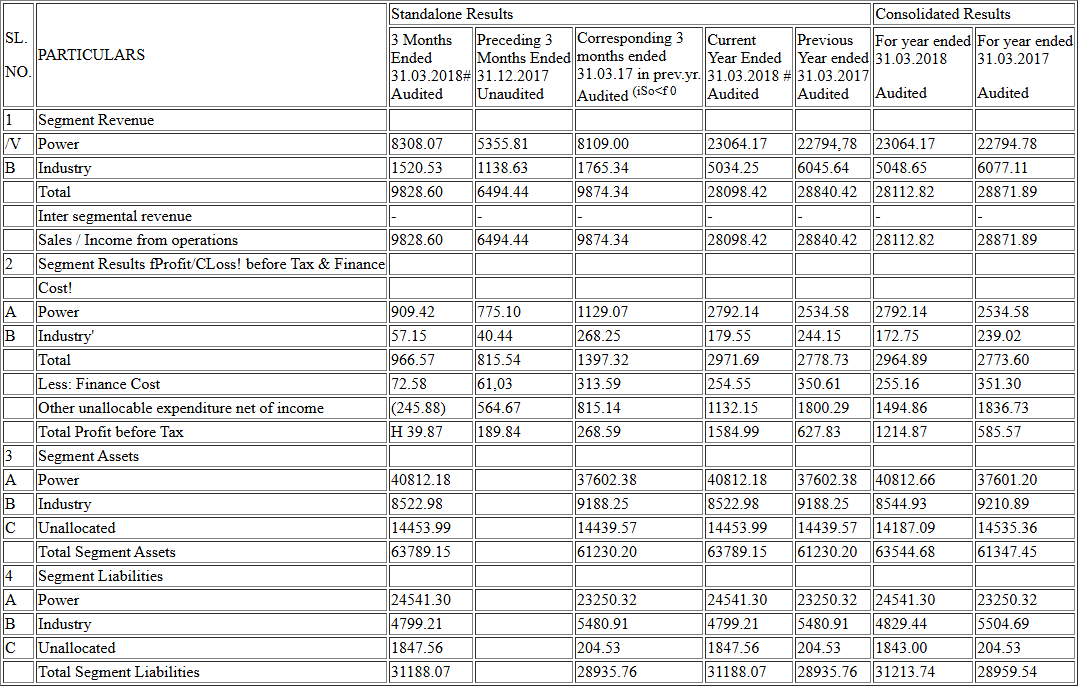 SL. NO. PARTICULARS Standalone Results Consolidated Results
3 Months Ended 31.03.2018# Audited Preceding 3 Months Ended 31.12.2017 Unaudited Corresponding 3 months ended 31.03.17 in prev.yr. Audited (iSo<f 0 Current Year Ended 31.03.2018 # Audited Previous Year ended 31.03.2017 Audited For year ended 31.03.2018 Audited For year ended 31.03.2017 Audited
1 Segment Revenue
/V Power 8308.07 5355.81 8109.00 23064.17 22794,78 23064.17 22794.78
B Industry 1520.53 1138.63 1765.34 5034.25 6045.64 5048.65 6077.11
Total 9828.60 6494.44 9874.34 28098.42 28840.42 28112.82 28871.89
Inter segmental revenue - - - - - - -
Sales / Income from operations 9828.60 6494.44 9874.34 28098.42 28840.42 28112.82 28871.89
2 Segment Results fProfit/CLoss! before Tax & Finance
Cost!
A Power 909.42 775.10 1129.07 2792.14 2534.58 2792.14 2534.58
B Industry' 57.15 40.44 268.25 179.55 244.15 172.75 239.02
Total 966.57 815.54 1397.32 2971.69 2778.73 2964.89 2773.60
Less: Finance Cost 72.58 61,03 313.59 254.55 350.61 255.16 351.30
Other unallocable expenditure net of income (245.88) 564.67 815.14 1132.15 1800.29 1494.86 1836.73
Total Profit before Tax H 39.87 189.84 268.59 1584.99 627.83 1214.87 585.57
3 Segment Assets
A Power 40812.18 37602.38 40812.18 37602.38 40812.66 37601.20
B Industry 8522.98 9188.25 8522.98 9188.25 8544.93 9210.89
C Unallocated 14453.99 14439.57 14453.99 14439.57 14187.09 14535.36
Total Segment Assets 63789.15 61230.20 63789.15 61230.20 63544.68 61347.45
4 Segment Liabilities
A Power 24541.30 23250.32 24541.30 23250.32 24541.30 23250.32
B Industry 4799.21 5480.91 4799.21 5480.91 4829.44 5504.69
C Unallocated 1847.56 204.53 1847.56 204.53 1843.00 204.53
Total Segment Liabilities 31188.07 28935.76 31188.07 28935.76 31213.74 28959.54